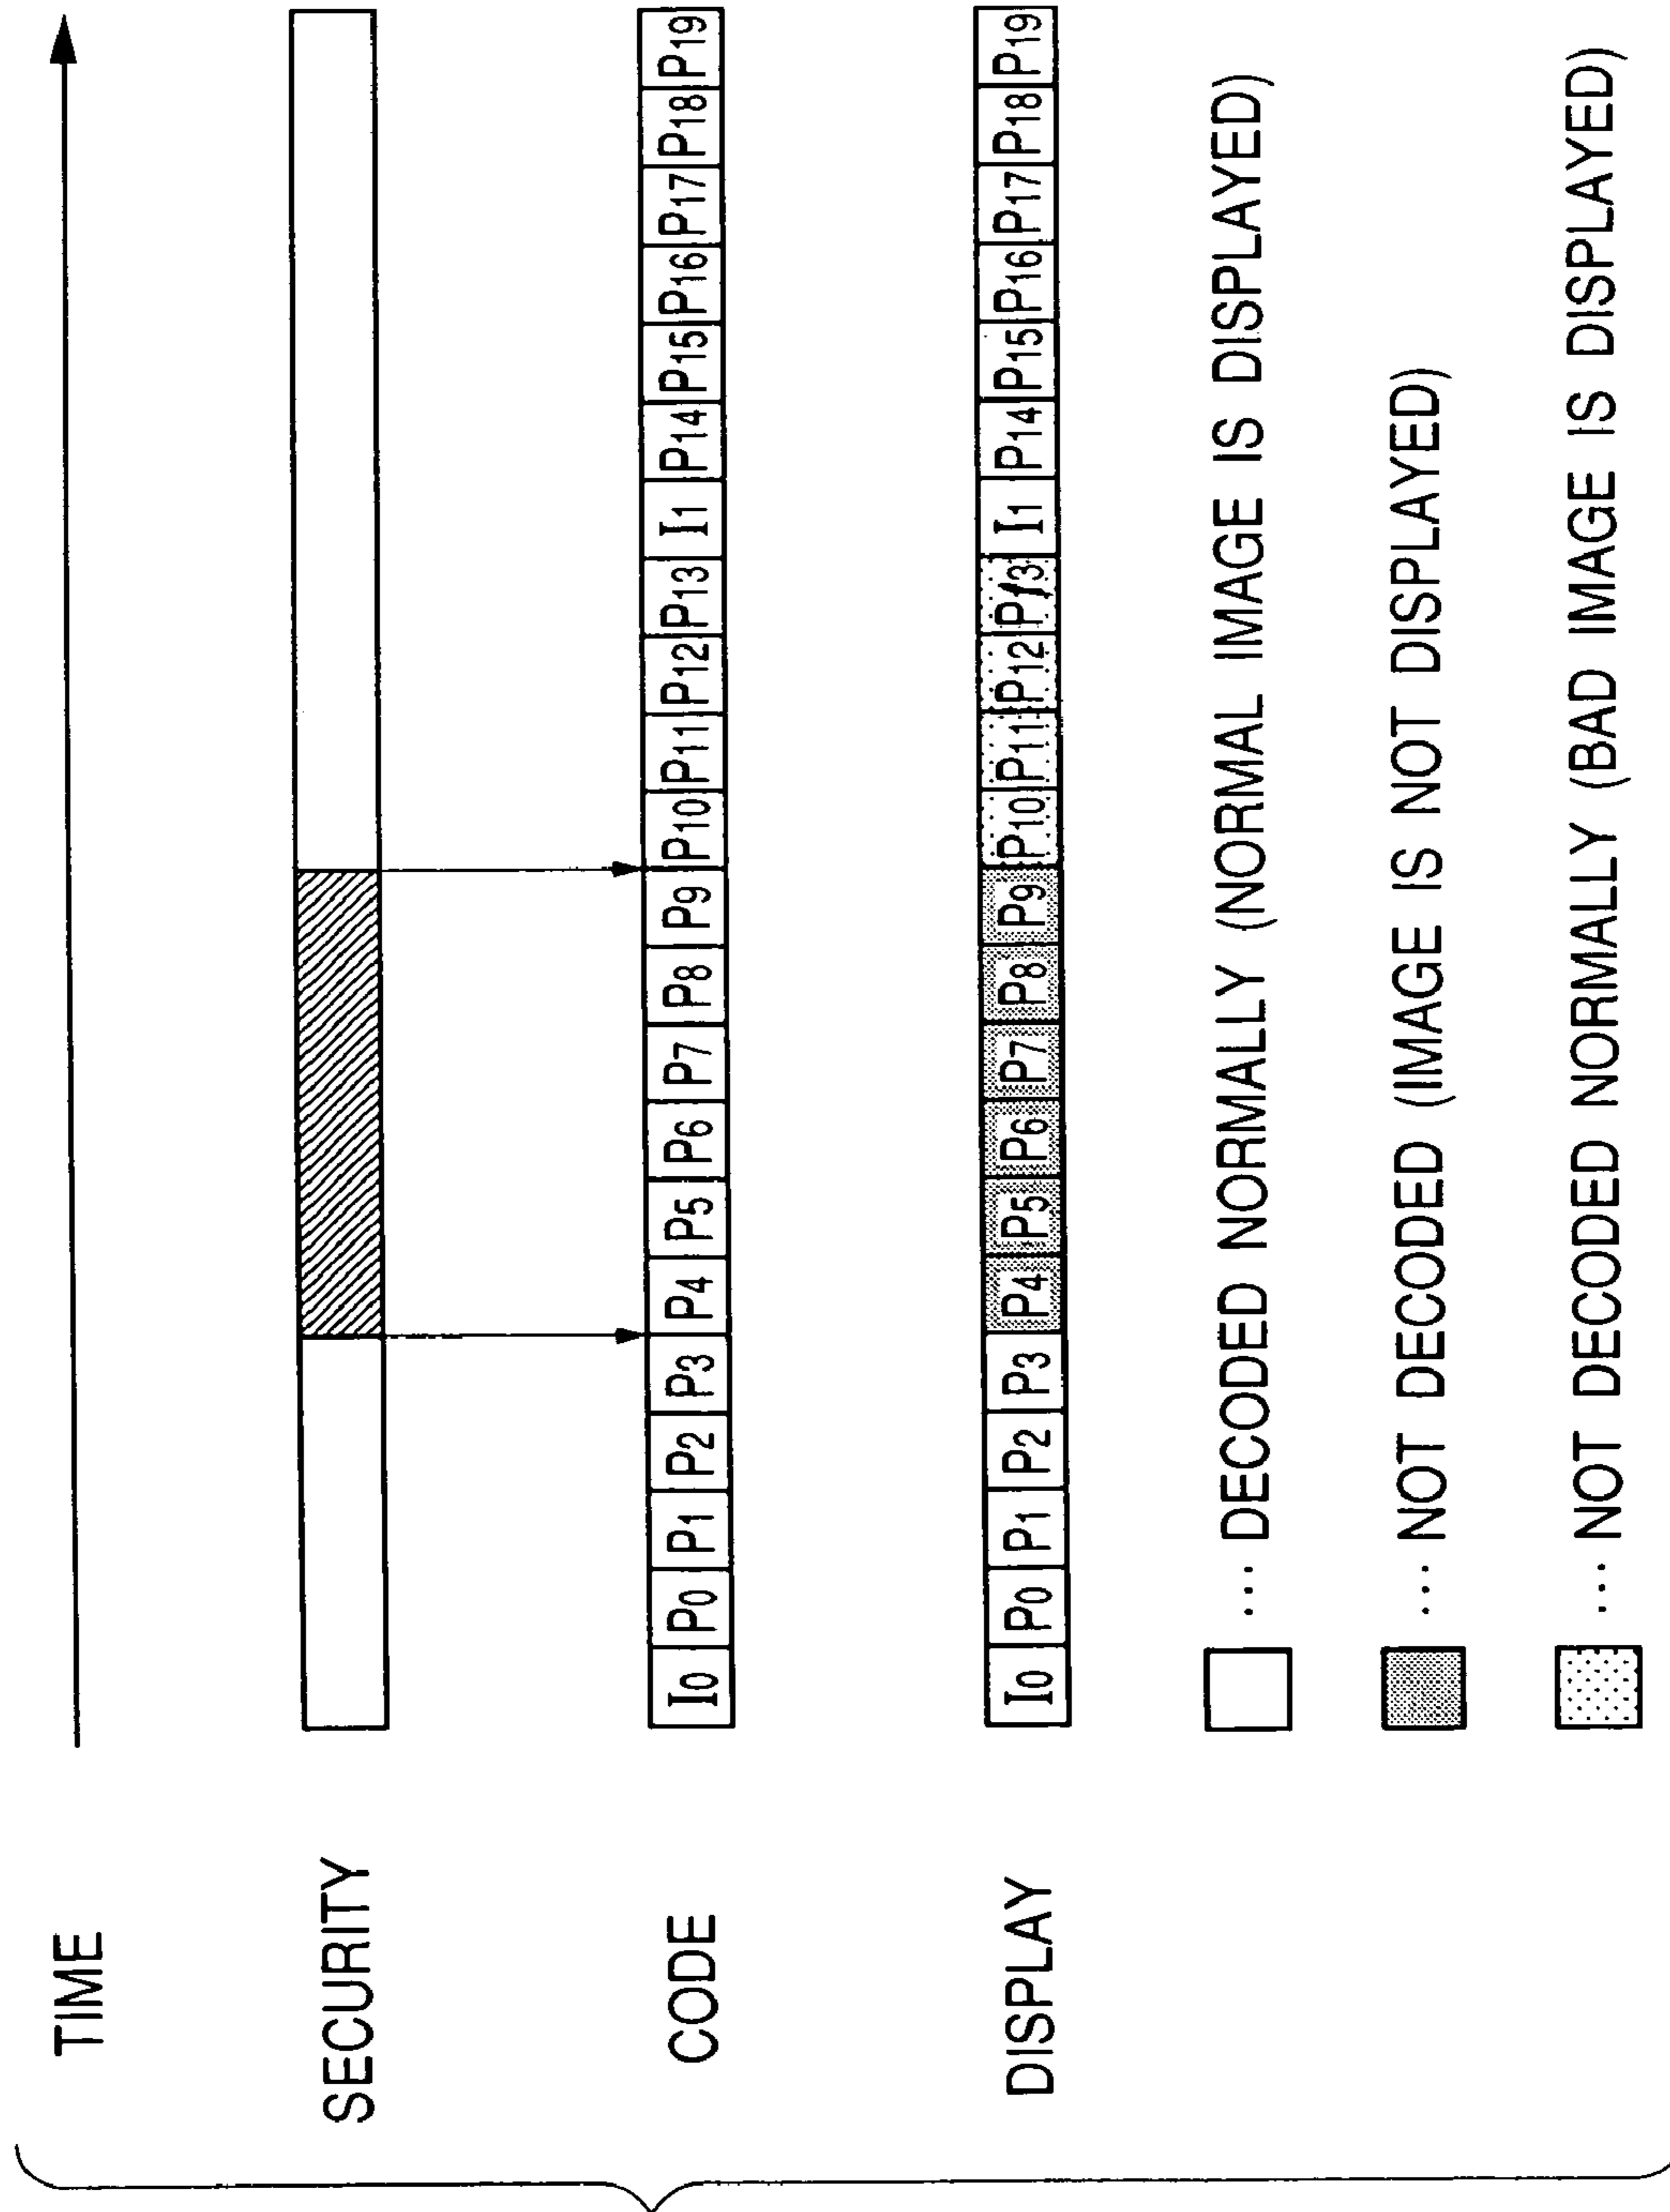 TIME
SECURITY
CODE
I0 P0 P1 P2 P3 P4 P5 P6 P7 P8 P9 P10 P11 P12 P13 I1 P14 P15 P16 P17 P18 P19
DISPLAY
I0 P0 P1 P2 P3 P4 P5 P6 P7 P8 P9 P10 P11 P12 P13 I1 P14 P15 P16 P17 P18 P19
... DECODED NORMALLY (NORMAL IMAGE IS DISPLAYED)
... NOT DECODED (IMAGE IS NOT DISPLAYED)
... NOT DECODED NORMALLY (BAD IMAGE IS DISPLAYED)